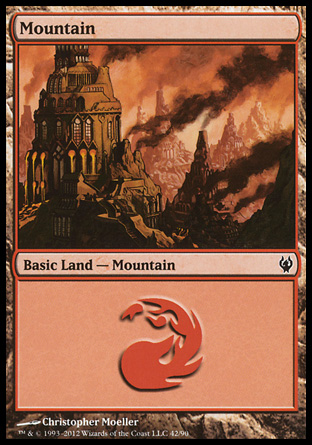 Mountain
Basic Land — Mountain
Christopher Moeller
™ & © 1993-2012 Wizards of the Coast LLC 42/90